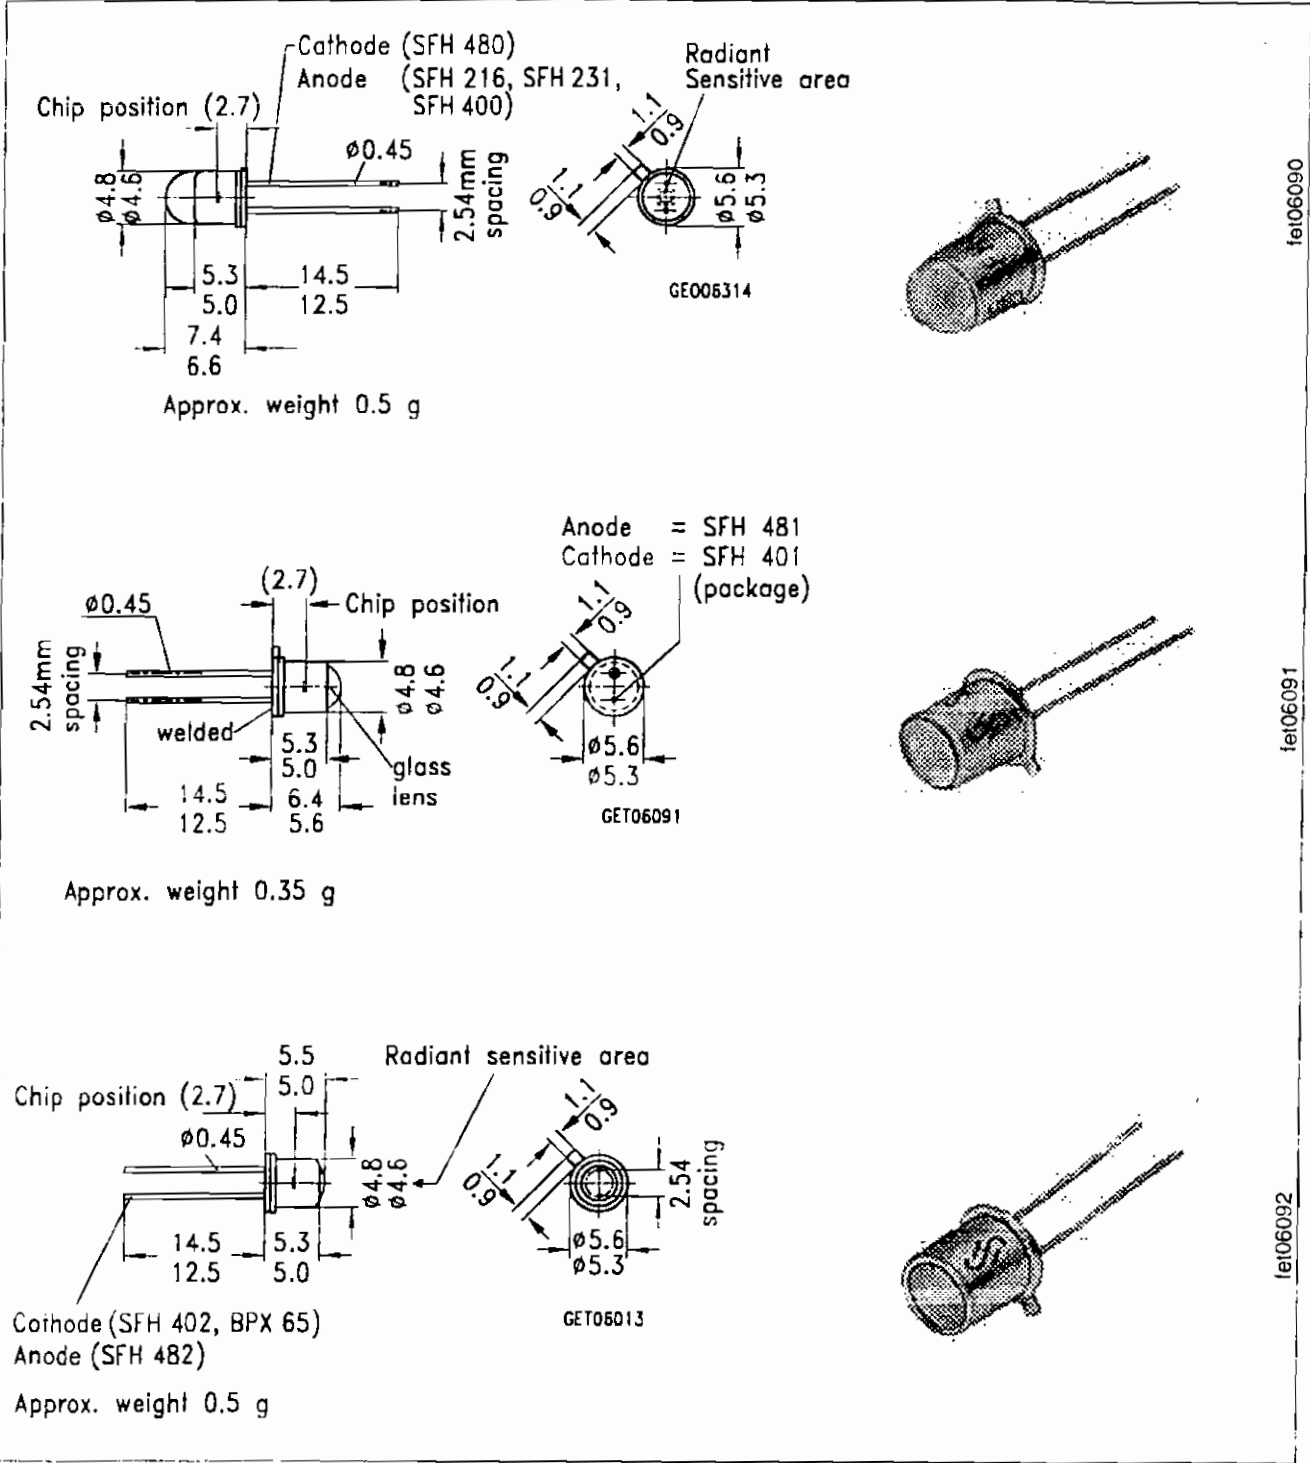 Cathode (SFH 480)
Anode (SFH 216, SFH 231,
SFH 400)
Radiant
Sensitive area
Chip position (2.7)
ø0.45
ø4.8
ø4.6
2.54mm
spacing
1.1
0.9
1.1
0.9
ø5.6
ø5.3
5.3
5.0
14.5
12.5
7.4
6.6
GEO06314
Approx. weight 0.5 g
fet06090
Anode = SFH 481
Cathode = SFH 401
(package)
(2.7)
Chip position
ø0.45
2.54mm
spacing
ø4.8
ø4.6
1.1
0.9
1.1
0.9
welded
5.3
5.0
glass
lens
14.5
12.5
6.4
5.6
ø5.6
ø5.3
GET06091
Approx. weight 0.35 g
fet06091
5.5
5.0
Radiant sensitive area
Chip position (2.7)
ø0.45
ø4.8
ø4.6
1.1
0.9
1.1
0.9
2.54
spacing
14.5
12.5
5.3
5.0
ø5.6
ø5.3
Cathode (SFH 402, BPX 65)
Anode (SFH 482)
GET06013
Approx. weight 0.5 g
fet06092